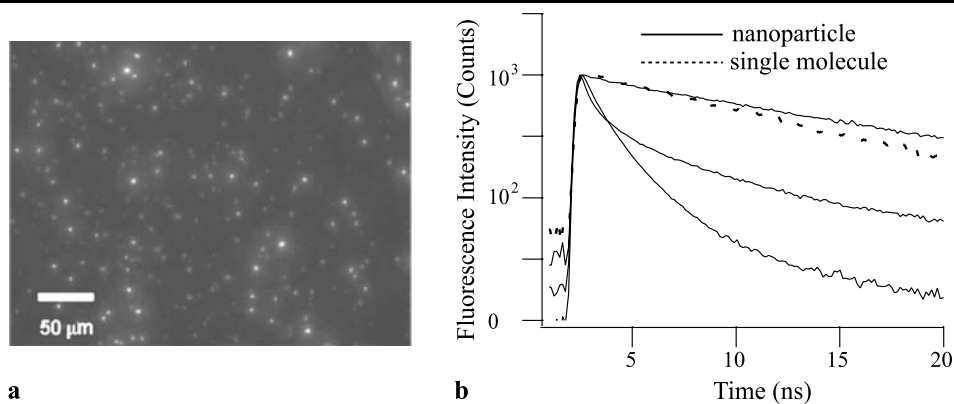 50 μm
a
nanoparticle
single molecule
Fluorescence Intensity (Counts)
10³
10²
0
5
10
15
20
Time (ns)
b